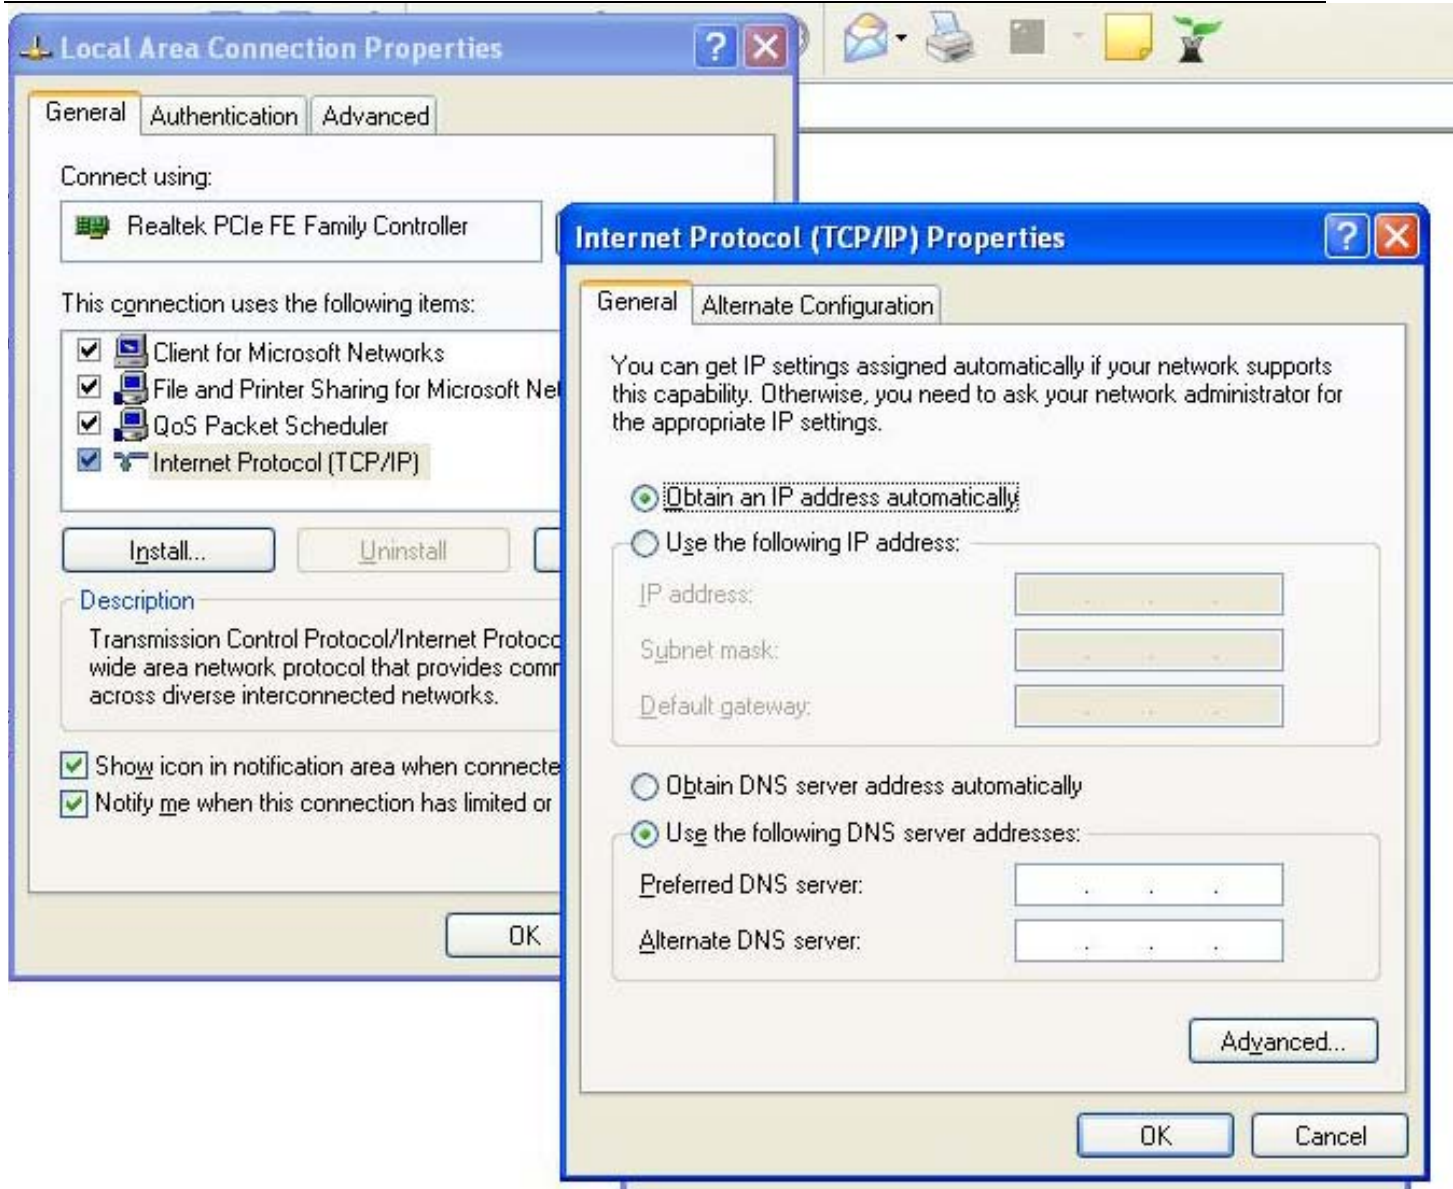 Local Area Connection Properties
General
Authentication
Advanced
Connect using:
Realtek PCIe FE Family Controller
This connection uses the following items:
Client for Microsoft Networks
File and Printer Sharing for Microsoft Net
QoS Packet Scheduler
Internet Protocol (TCP/IP)
Install...
Uninstall
Description
Transmission Control Protocol/Internet Protoco
wide area network protocol that provides comm
across diverse interconnected networks.
Show icon in notification area when connecte
Notify me when this connection has limited or
OK
Internet Protocol (TCP/IP) Properties
General
Alternate Configuration
You can get IP settings assigned automatically if your network supports
this capability. Otherwise, you need to ask your network administrator for
the appropriate IP settings.
Obtain an IP address automatically
Use the following IP address:
IP address:
Subnet mask:
Default gateway:
Obtain DNS server address automatically
Use the following DNS server addresses:
Preferred DNS server:
Alternate DNS server:
Advanced...
OK
Cancel